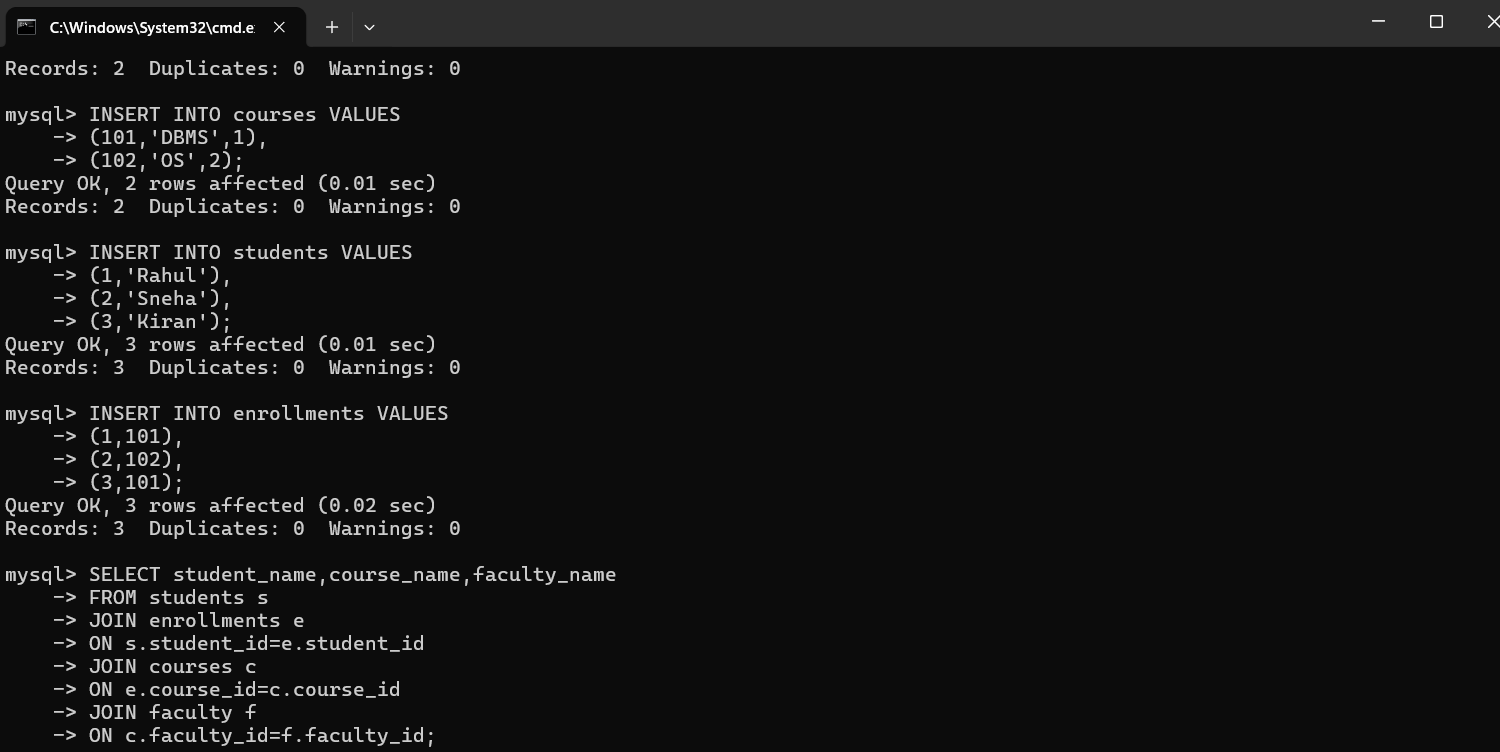 C:\Windows\System32\cmd.e
Records: 2  Duplicates: 0  Warnings: 0
mysql> INSERT INTO courses VALUES
    -> (101,'DBMS',1),
    -> (102,'OS',2);
Query OK, 2 rows affected (0.01 sec)
Records: 2  Duplicates: 0  Warnings: 0
mysql> INSERT INTO students VALUES
    -> (1,'Rahul'),
    -> (2,'Sneha'),
    -> (3,'Kiran');
Query OK, 3 rows affected (0.01 sec)
Records: 3  Duplicates: 0  Warnings: 0
mysql> INSERT INTO enrollments VALUES
    -> (1,101),
    -> (2,102),
    -> (3,101);
Query OK, 3 rows affected (0.02 sec)
Records: 3  Duplicates: 0  Warnings: 0
mysql> SELECT student_name,course_name,faculty_name
    -> FROM students s
    -> JOIN enrollments e
    -> ON s.student_id=e.student_id
    -> JOIN courses c
    -> ON e.course_id=c.course_id
    -> JOIN faculty f
    -> ON c.faculty_id=f.faculty_id;